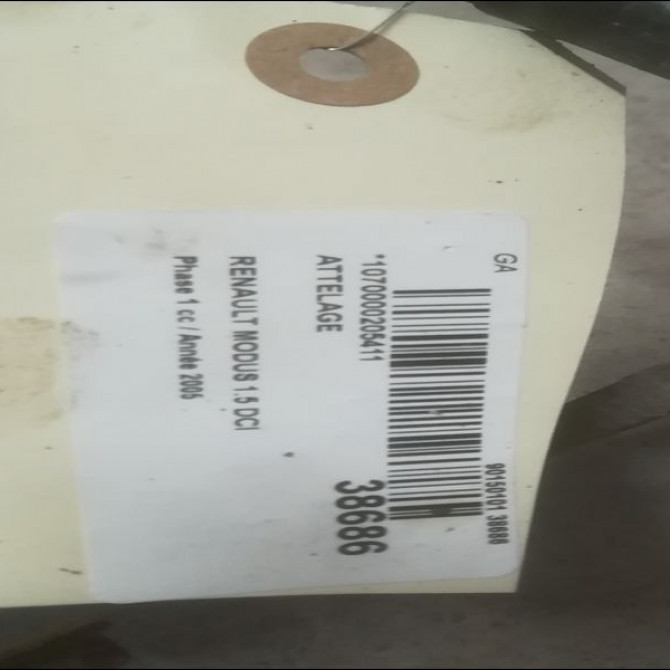 GA
90150101 38686
*1070000205411
ATTELAGE
38686
RENAULT MODUS 1.5 DCI
Phase 1 cc / Année 2005